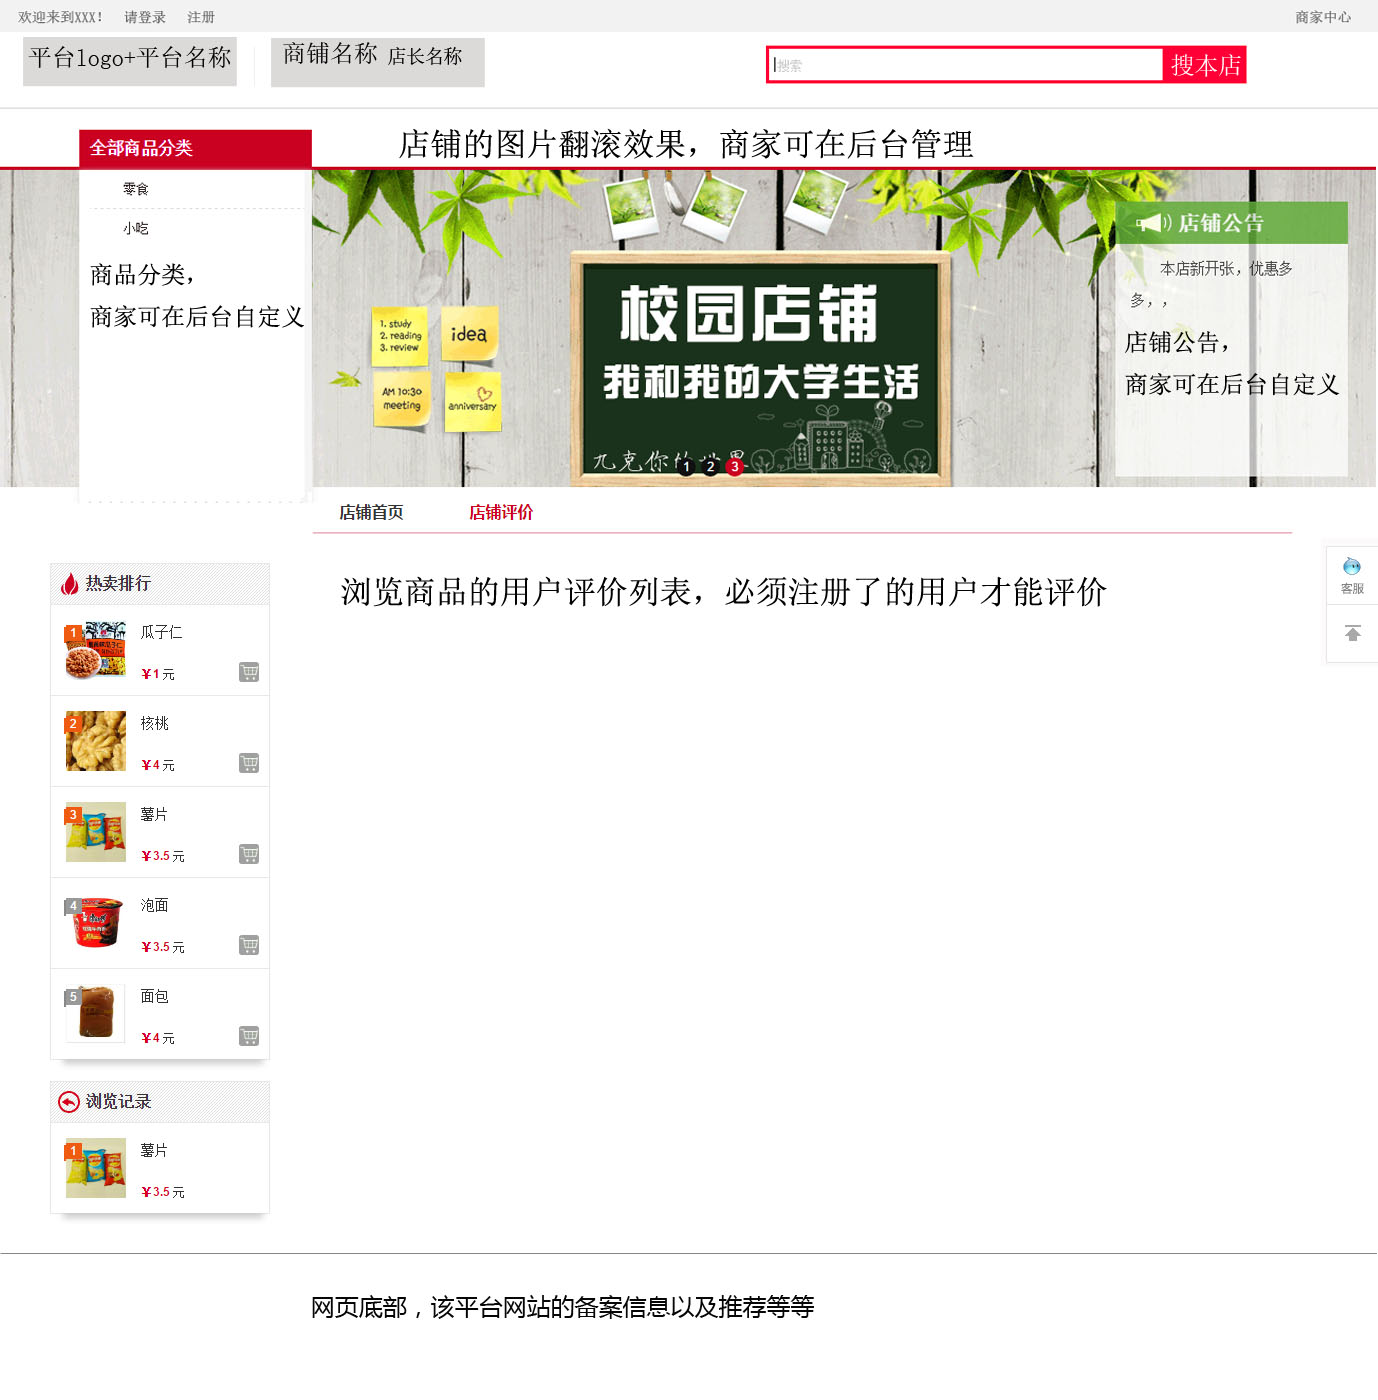 欢迎来到XXX! 请登录 注册 商家中心
平台logo+平台名称 商铺名称 店长名称 搜索 搜本店
全部商品分类 店铺的图片翻滚效果，商家可在后台管理
零食
小吃
商品分类，
商家可在后台自定义
1. study
2. reading
3. review
idea
AM 10:30
meeting
anniversary
校园店铺
我和我的大学生活
九克你的世界
1 2 3
店铺公告
本店新开张，优惠多
多，，
店铺公告，
商家可在后台自定义
店铺首页 店铺评价
浏览商品的用户评价列表，必须注册了的用户才能评价
客服
热卖排行
1 瓜子仁
¥1元
2 核桃
¥4元
3 薯片
¥3.5元
4 泡面
¥3.5元
5 面包
¥4元
浏览记录
1 薯片
¥3.5元
网页底部，该平台网站的备案信息以及推荐等等